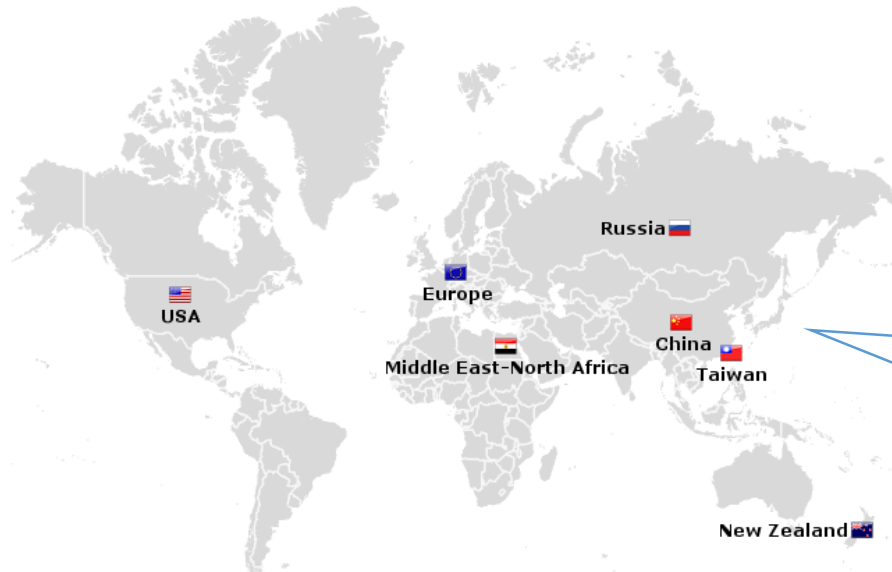 Russia
Europe
USA
China
Middle East-North Africa
Taiwan
New Zealand